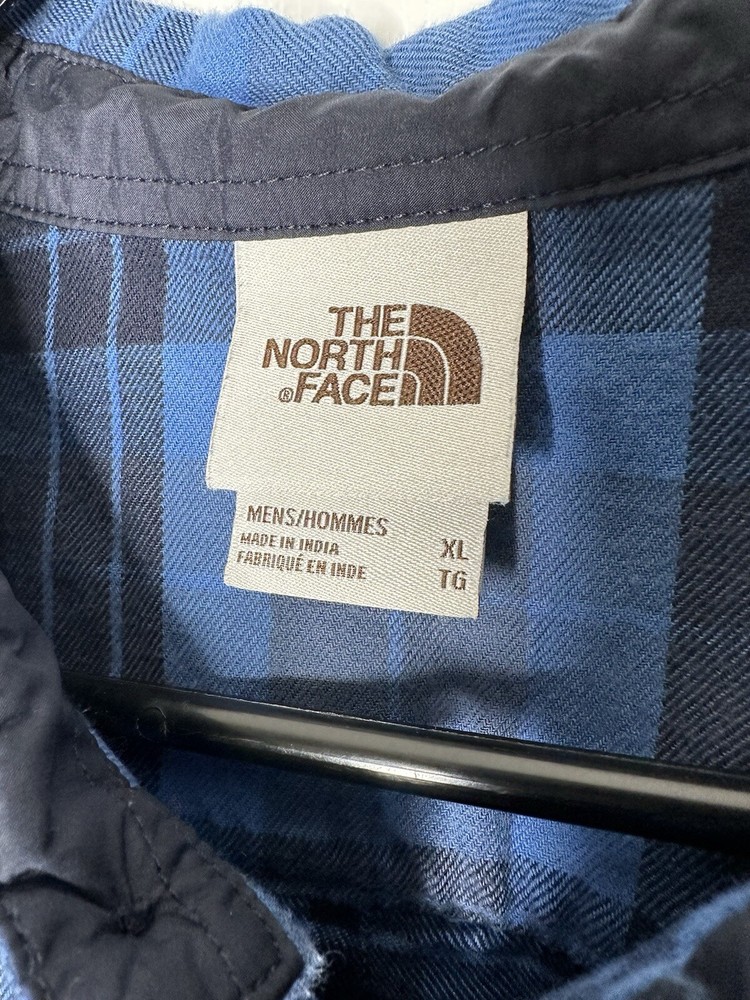 THE
NORTH
®FACE
MENS/HOMMES
MADE IN INDIA
FABRIQUÉ EN INDE
XL
TG